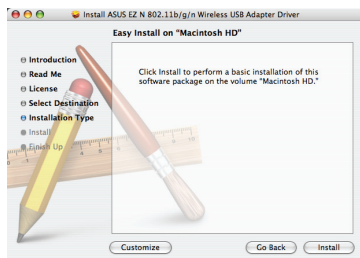 Install ASUS EZ N 802.11b/g/n Wireless USB Adapter Driver
Easy Install on “Macintosh HD”
Introduction
Read Me
License
Select Destination
Installation Type
Install
Finish Up
Click Install to perform a basic installation of this
software package on the volume “Macintosh HD.”
Customize
Go Back
Install